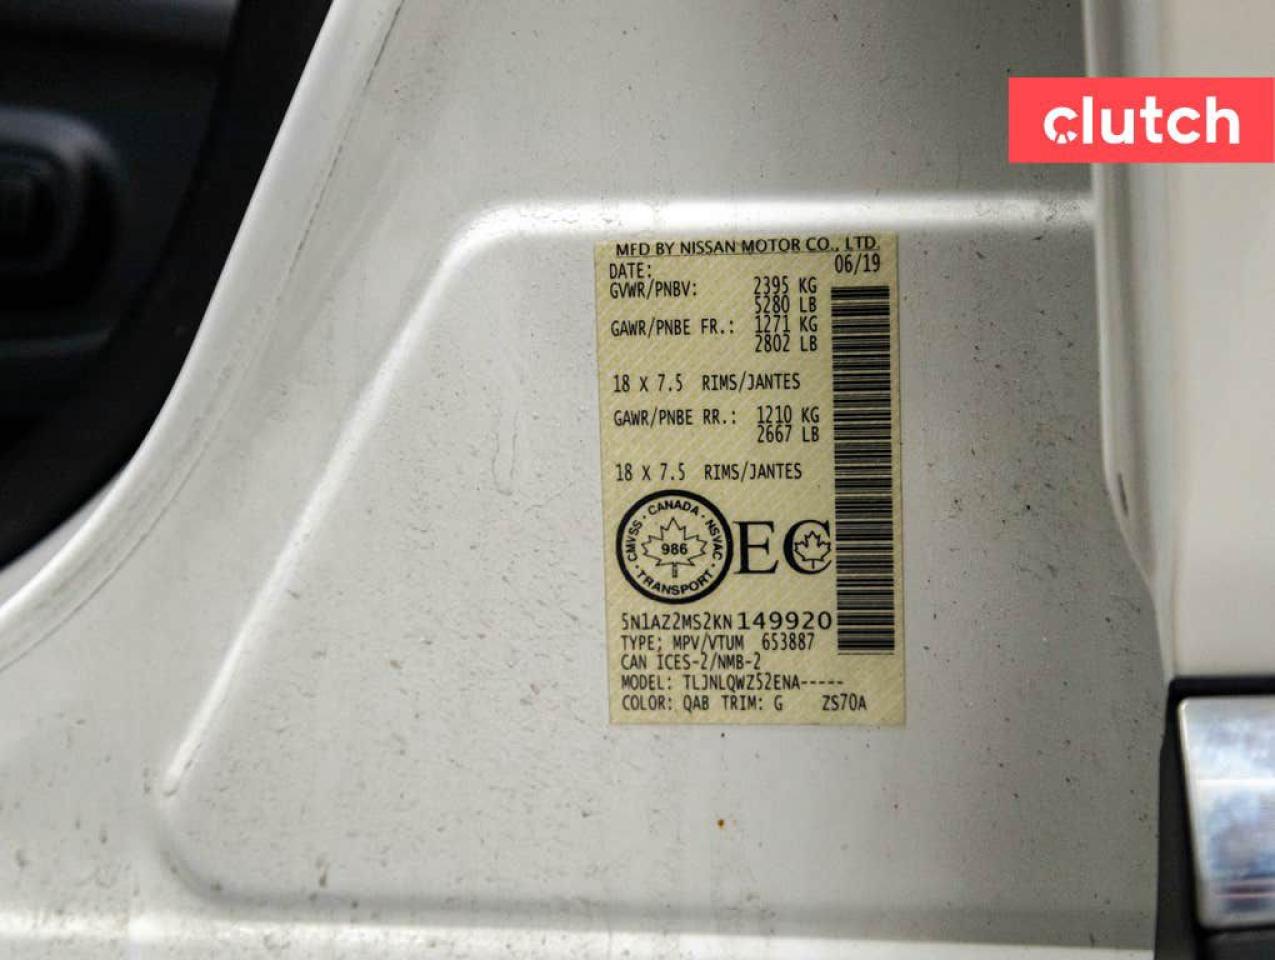 clutch
MFD BY NISSAN MOTOR CO., LTD.
DATE: 06/19
GVWR/PNBV: 2395 KG
5280 LB
GAWR/PNBE FR.: 1271 KG
2802 LB
18 X 7.5 RIMS/JANTES
GAWR/PNBE RR.: 1210 KG
2667 LB
18 X 7.5 RIMS/JANTES
CMVSS · CANADA · NSVAC · TRANSPORT ·
986
EC
5N1AZ2MS2KN149920
TYPE: MPV/VTUM 653887
CAN ICES-2/NMB-2
MODEL: TLJNLQWZ52ENA-----
COLOR: QAB TRIM: G ZS70A